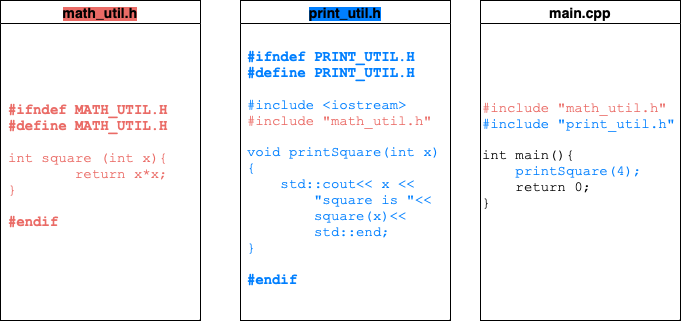 math_util.h
#ifndef MATH_UTIL.H
#define MATH_UTIL.H
int square (int x){
return x*x;
}
#endif
print_util.h
#ifndef PRINT_UTIL.H
#define PRINT_UTIL.H
#include <iostream>
#include "math_util.h"
void printSquare(int x)
{
std::cout<< x <<
"square is "<<
square(x)<<
std::end;
}
#endif
main.cpp
#include "math_util.h"
#include "print_util.h"
int main(){
printSquare(4);
return 0;
}